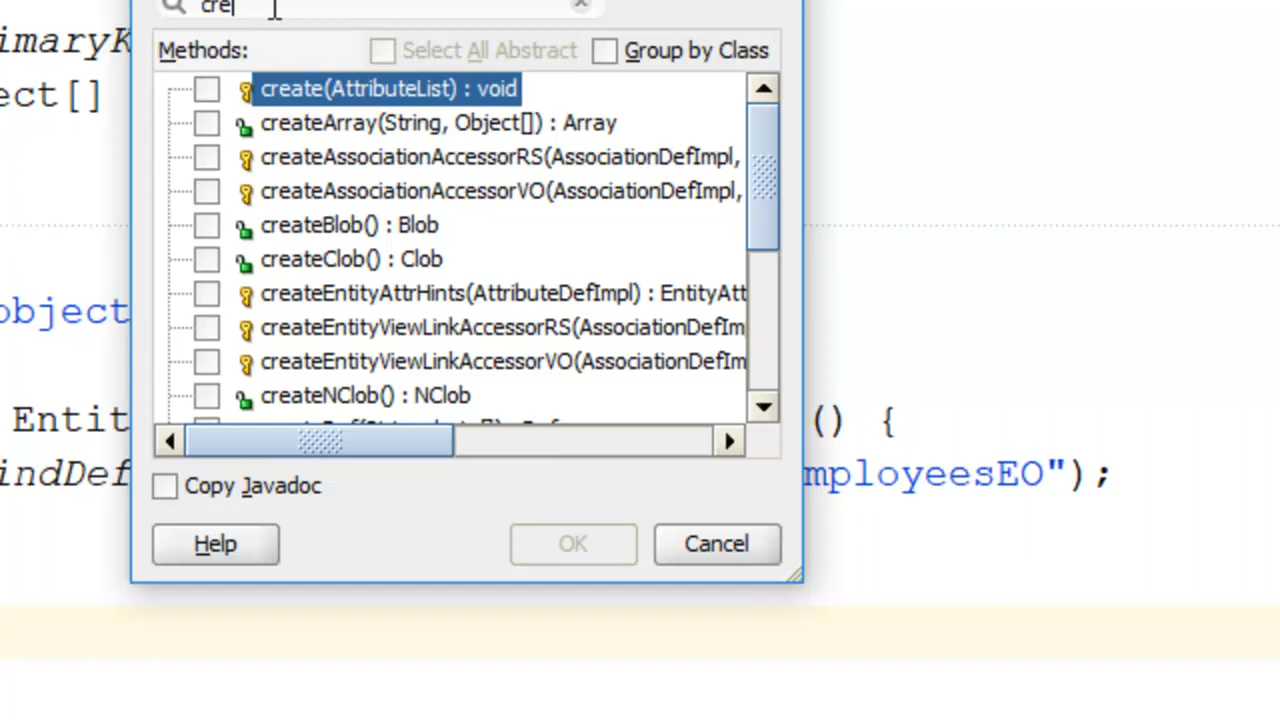 cre
imaryK
Methods: Select All Abstract Group by Class
create(AttributeList) : void
ect[]
createArray(String, Object[]) : Array
createAssociationAccessorRS(AssociationDefImpl,
createAssociationAccessorVO(AssociationDefImpl,
createBlob() : Blob
createClob() : Clob
createEntityAttrHints(AttributeDefImpl) : EntityAtt
object
createEntityViewLinkAccessorRS(AssociationDefIm
createEntityViewLinkAccessorVO(AssociationDefIm
createNClob() : NClob
Entit () {
indDef mployeesEO");
Copy Javadoc
Help OK Cancel